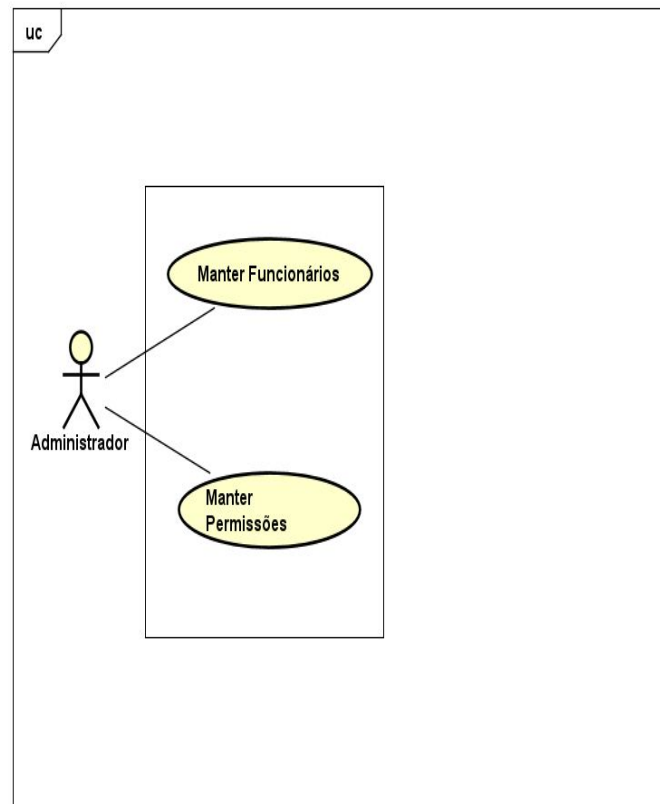 uc
Manter Funcionários
Administrador
Manter
Permissões